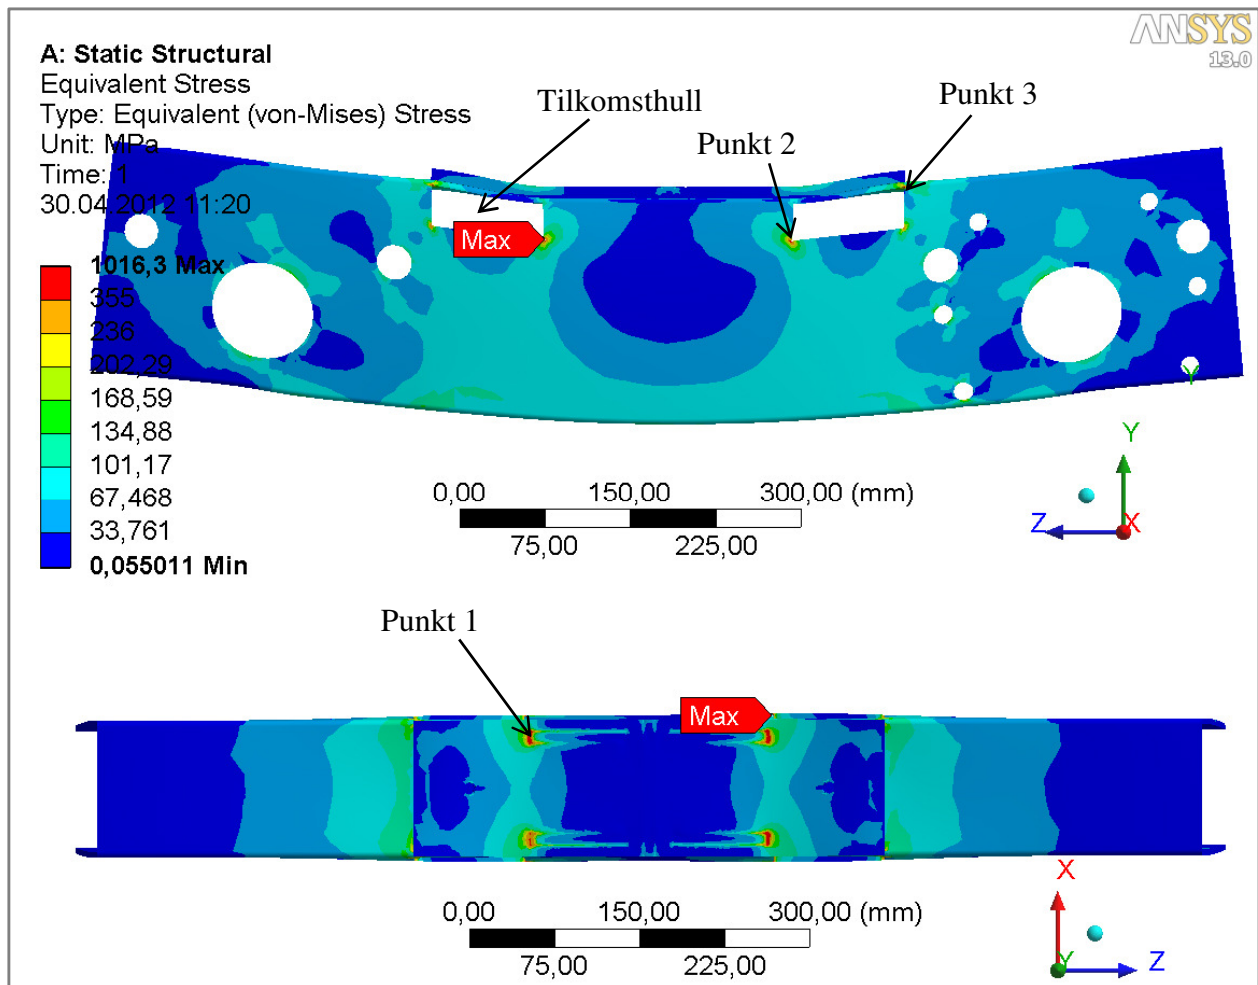 ANSYS
13.0
A: Static Structural
Equivalent Stress
Type: Equivalent (von-Mises) Stress
Unit: MPa
Time: 1
30.04.2012 11:20
Tilkomsthull
Punkt 2
Punkt 3
Max
1016,3 Max
355
236
202,29
168,59
134,88
101,17
67,468
33,761
0,055011 Min
Y
0,00 150,00 300,00 (mm)
75,00 225,00
Y
Z X
Punkt 1
Max
0,00 150,00 300,00 (mm)
75,00 225,00
X
Y Z